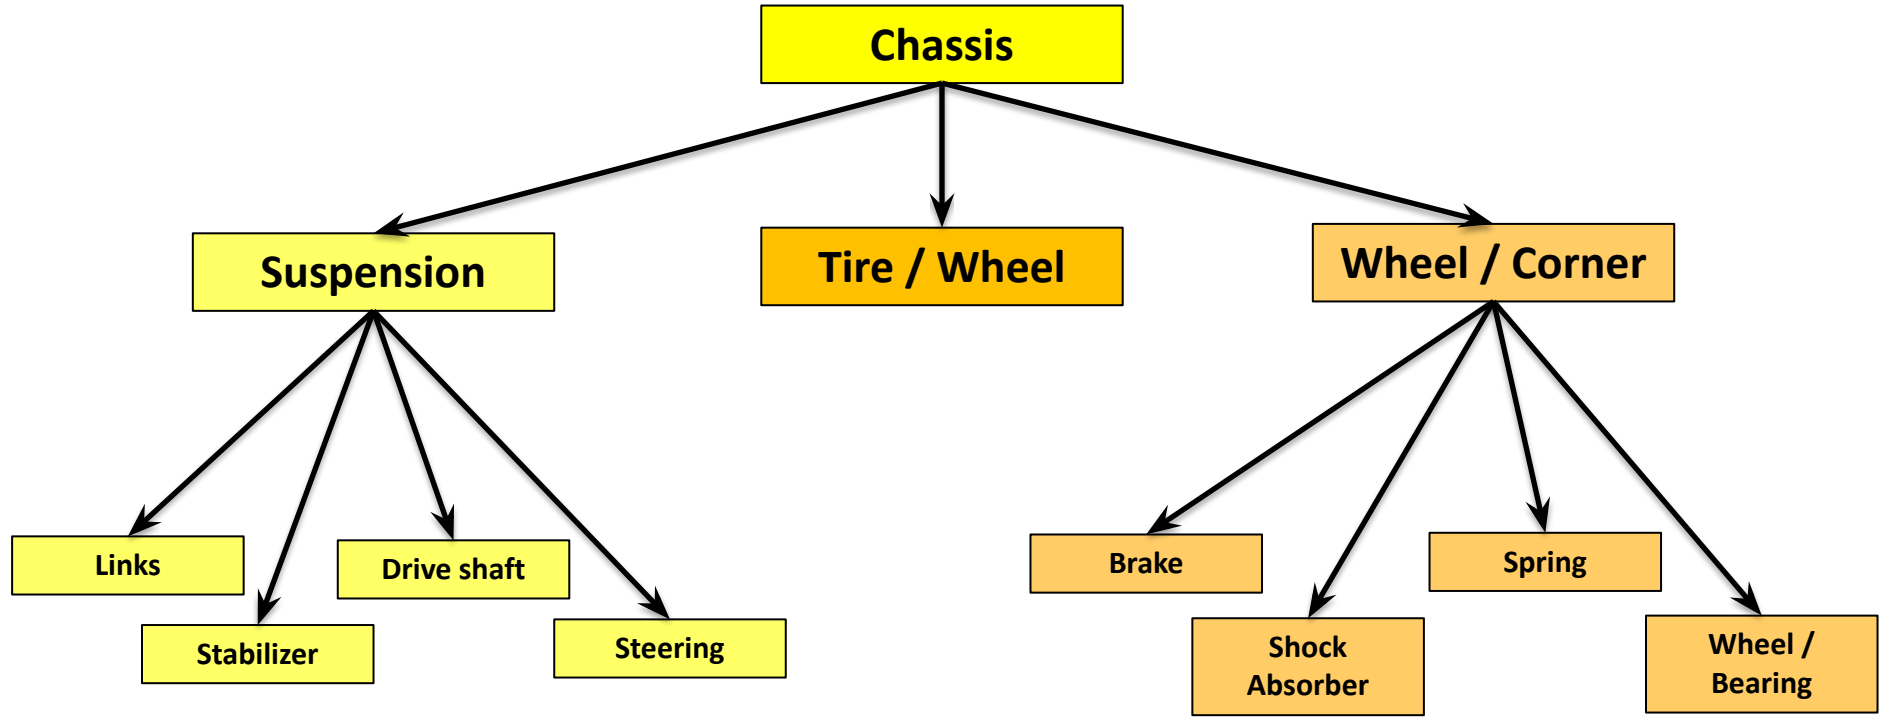 Chassis
Suspension
Tire / Wheel
Wheel / Corner
Links
Stabilizer
Drive shaft
Steering
Brake
Shock
Absorber
Spring
Wheel /
Bearing